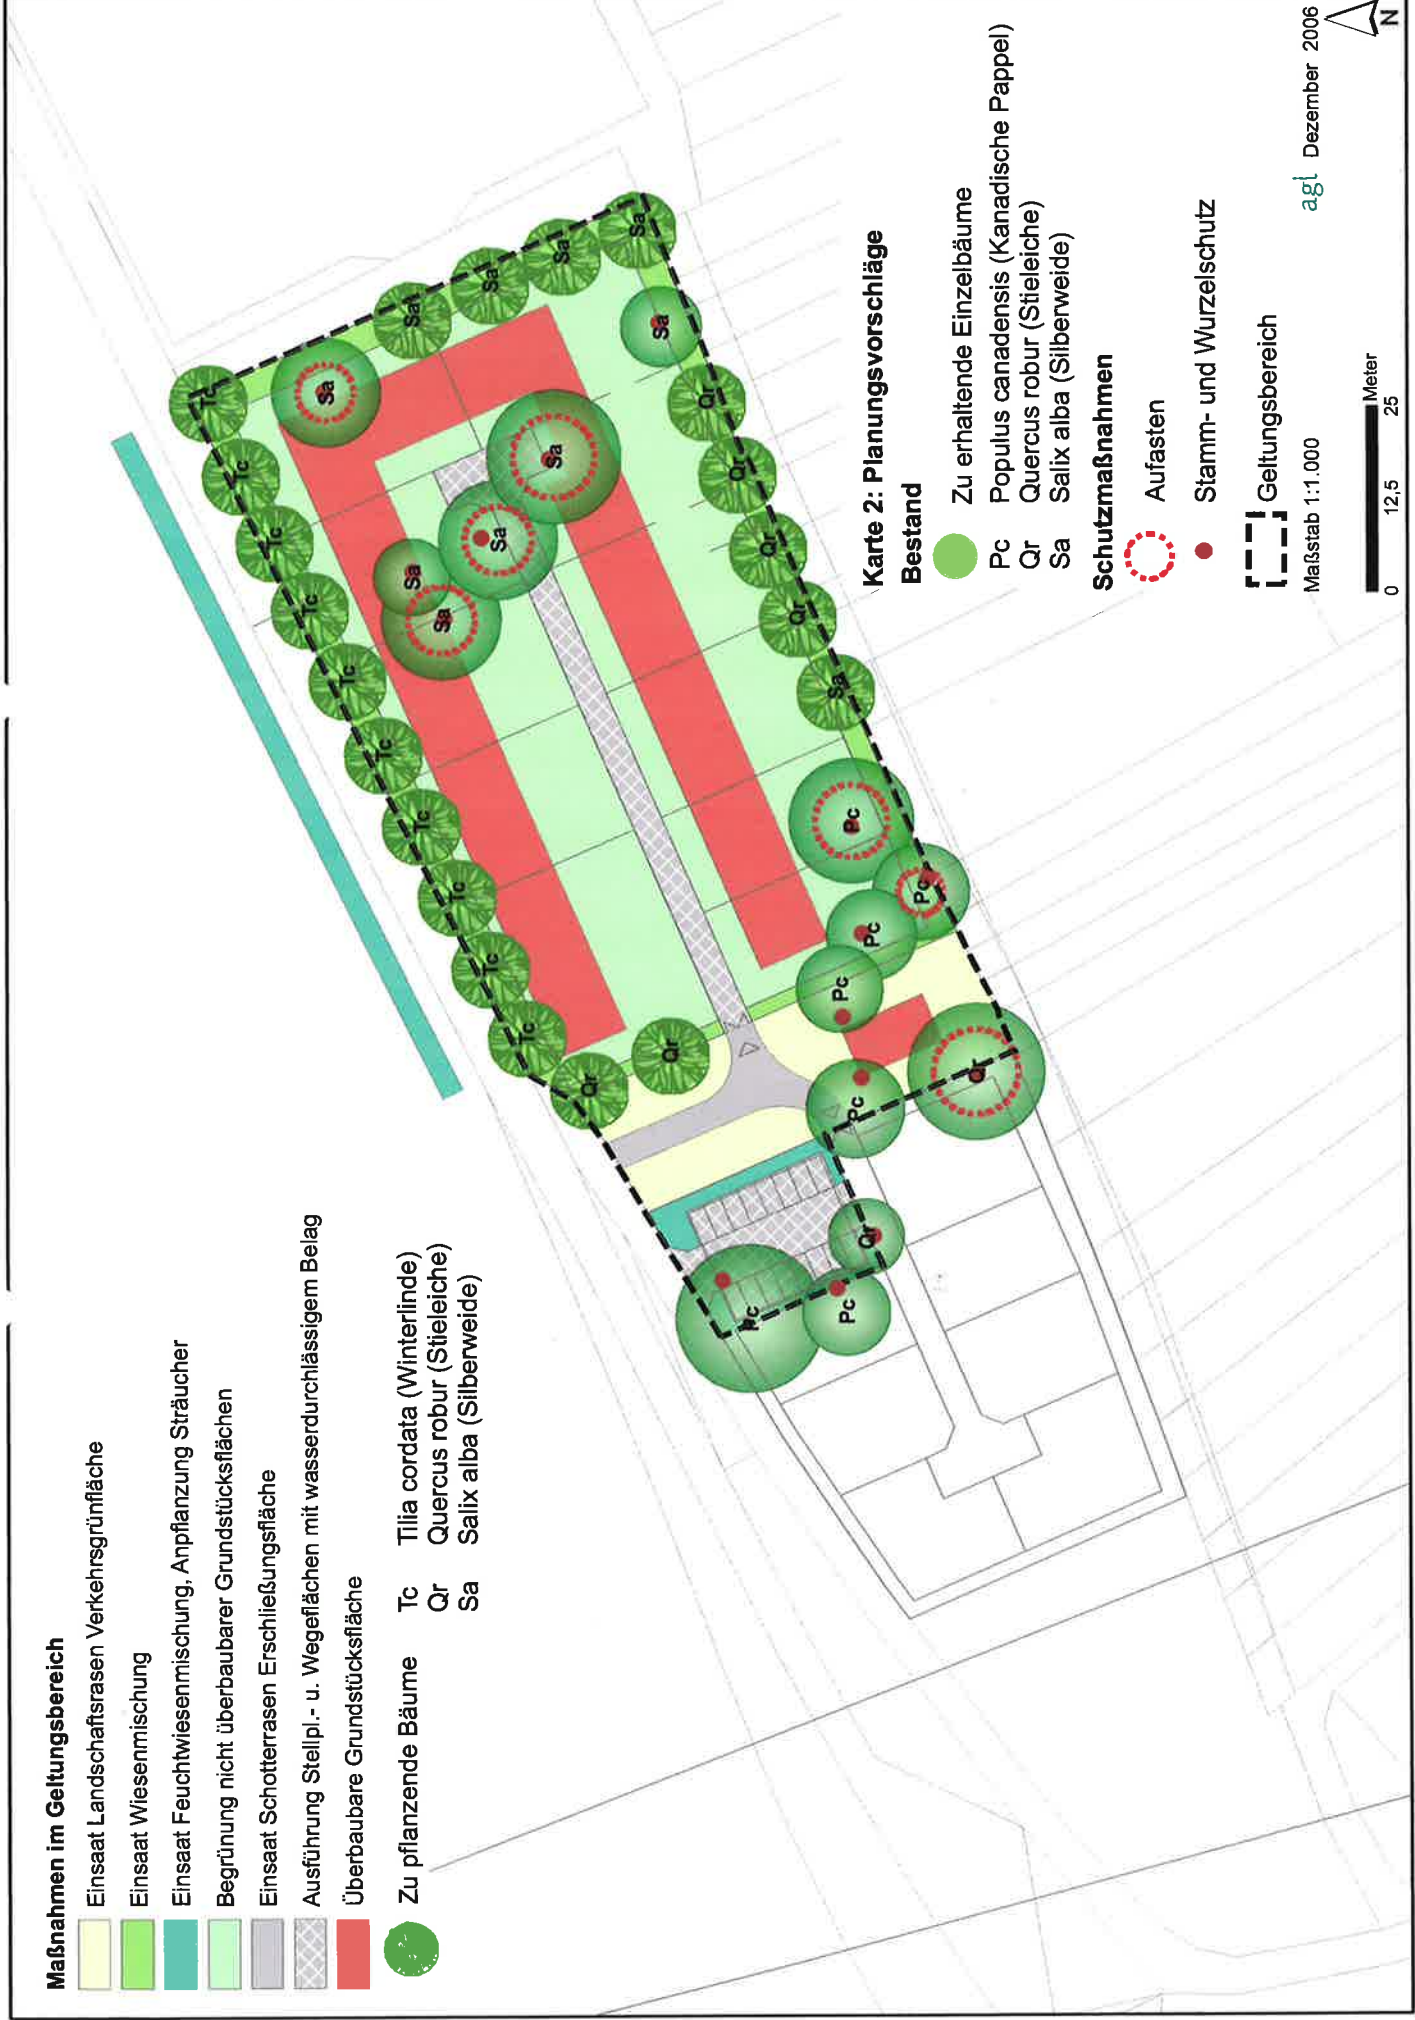 Maßnahmen im Geltungsbereich
Einsaat Landschaftsrasen Verkehrsgrünfläche
Einsaat Wiesenmischung
Einsaat Feuchtwiesenmischung, Anpflanzung Sträucher
Begrünung nicht überbaubarer Grundstücksflächen
Einsaat Schotterrasen Erschließungsfläche
Ausführung Stellpl.- u. Wegeflächen mit wasserdurchlässigem Belag
Überbaubare Grundstücksfläche
Zu pflanzende Bäume
Tc Tilia cordata (Winterlinde)
Qr Quercus robur (Stieleiche)
Sa Salix alba (Silberweide)
Tc
Tc
Tc
Tc
Tc
Tc
Tc
Tc
Tc
Tc
Qr
Qr
Sa
Sa
Sa
Sa
Sa
Sa
Sa
Sa
Sa
Sa
Qr
Qr
Qr
Qr
Sa
Pc
Pc
Pc
Pc
Pc
Qr
Qr
Pc
Pc
Karte 2: Planungsvorschläge
Bestand
Zu erhaltende Einzelbäume
Pc Populus canadensis (Kanadische Pappel)
Qr Quercus robur (Stieleiche)
Sa Salix alba (Silberweide)
Schutzmaßnahmen
Aufasten
Stamm- und Wurzelschutz
Geltungsbereich
Maßstab 1:1.000
agl Dezember 2006
0 12,5 25 Meter
N